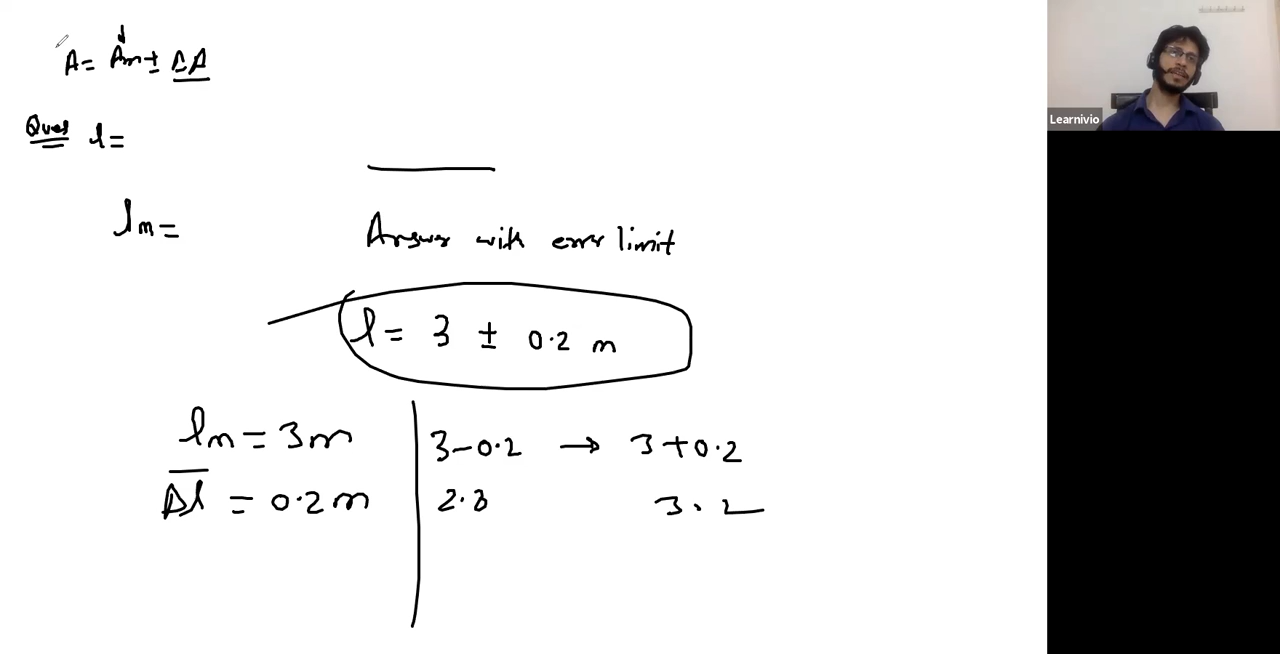 A = Am ± ΔA
Ques l =
lm =
Answer with error limit
l = 3 ± 0.2 m
lm = 3m
Δl = 0.2 m
3-0.2 → 3+0.2
2.8 3.2
Learnivio